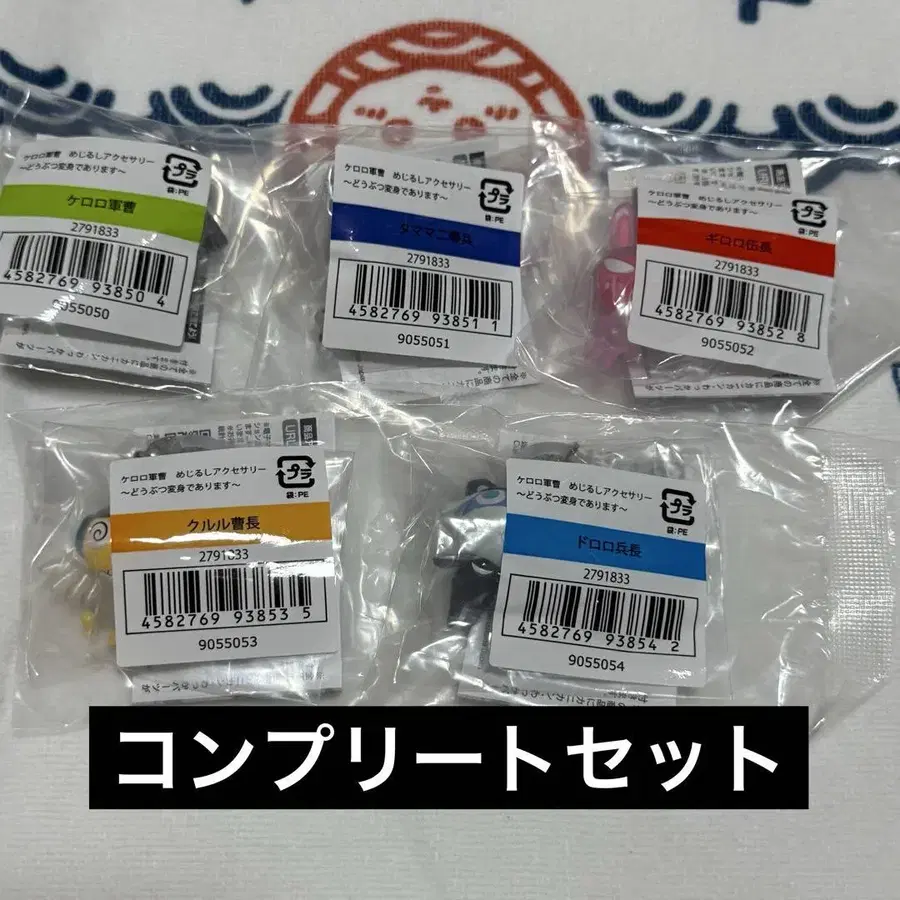 ケロロ軍曹 めじるしアクセサリー
〜どうぶつ変身であります〜
プラ
袋:PE
ケロロ軍曹
2791833
4582769 93850 4
9055050
ケロロ軍曹 めじるしアクセサリー
〜どうぶつ変身であります〜
プラ
袋:PE
タママ二等兵
2791833
4582769 93851 1
9055051
ケロロ軍曹 めじるしアクセサリー
〜どうぶつ変身であります〜
プラ
袋:PE
ギロロ伍長
2791833
4582769 93852 8
9055052
ケロロ軍曹 めじるしアクセサリー
〜どうぶつ変身であります〜
プラ
袋:PE
クルル曹長
2791833
4582769 93853 5
9055053
ケロロ軍曹 めじるしアクセサリー
〜どうぶつ変身であります〜
プラ
袋:PE
ドロロ兵長
2791833
4582769 93854 2
9055054
コンプリートセット